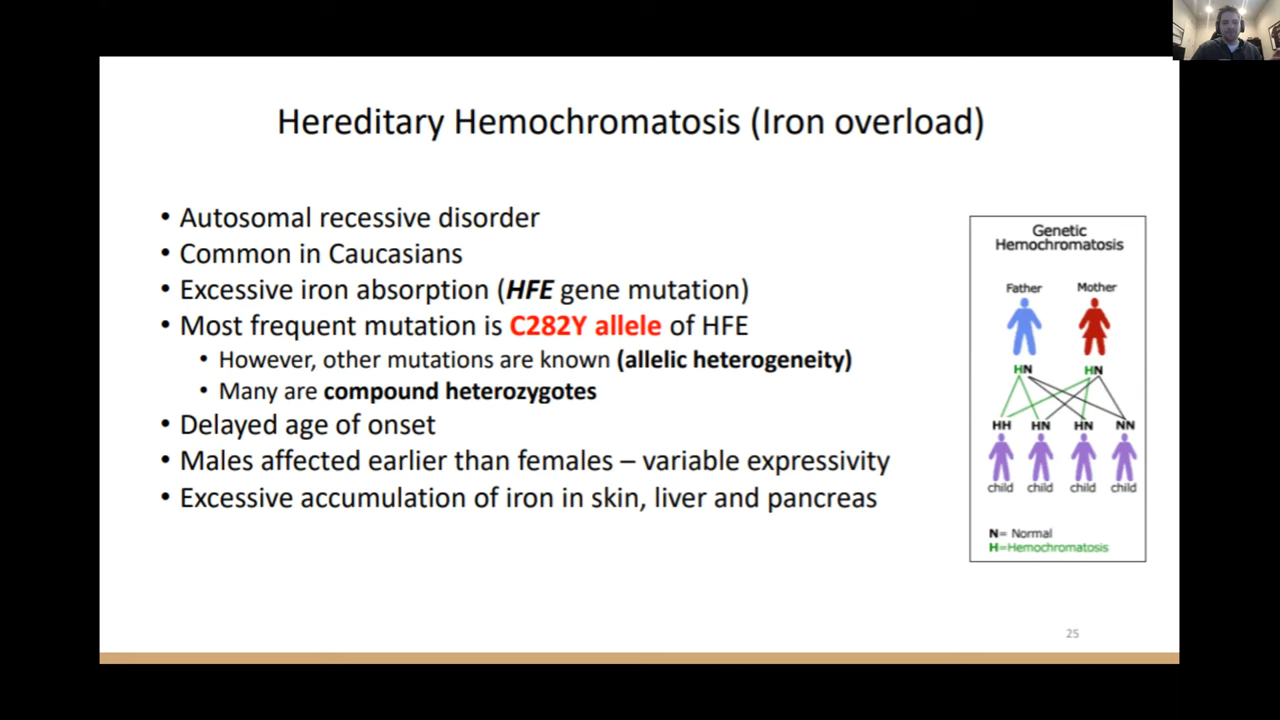 Hereditary Hemochromatosis (Iron overload)
• Autosomal recessive disorder
• Common in Caucasians
• Excessive iron absorption (HFE gene mutation)
• Most frequent mutation is C282Y allele of HFE
• However, other mutations are known (allelic heterogeneity)
• Many are compound heterozygotes
• Delayed age of onset
• Males affected earlier than females – variable expressivity
• Excessive accumulation of iron in skin, liver and pancreas
Genetic
Hemochromatosis
Father Mother
HN HN
HH HN HN NN
child child child child
N= Normal
H=Hemochromatosis
25